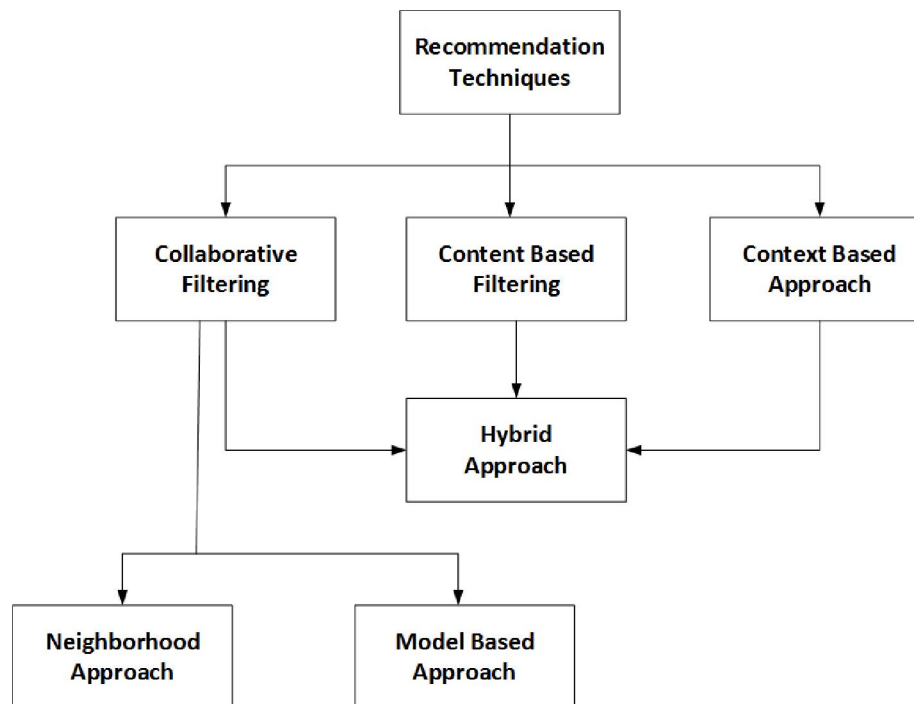 Recommendation
Techniques
Collaborative
Filtering
Content Based
Filtering
Context Based
Approach
Hybrid
Approach
Neighborhood
Approach
Model Based
Approach